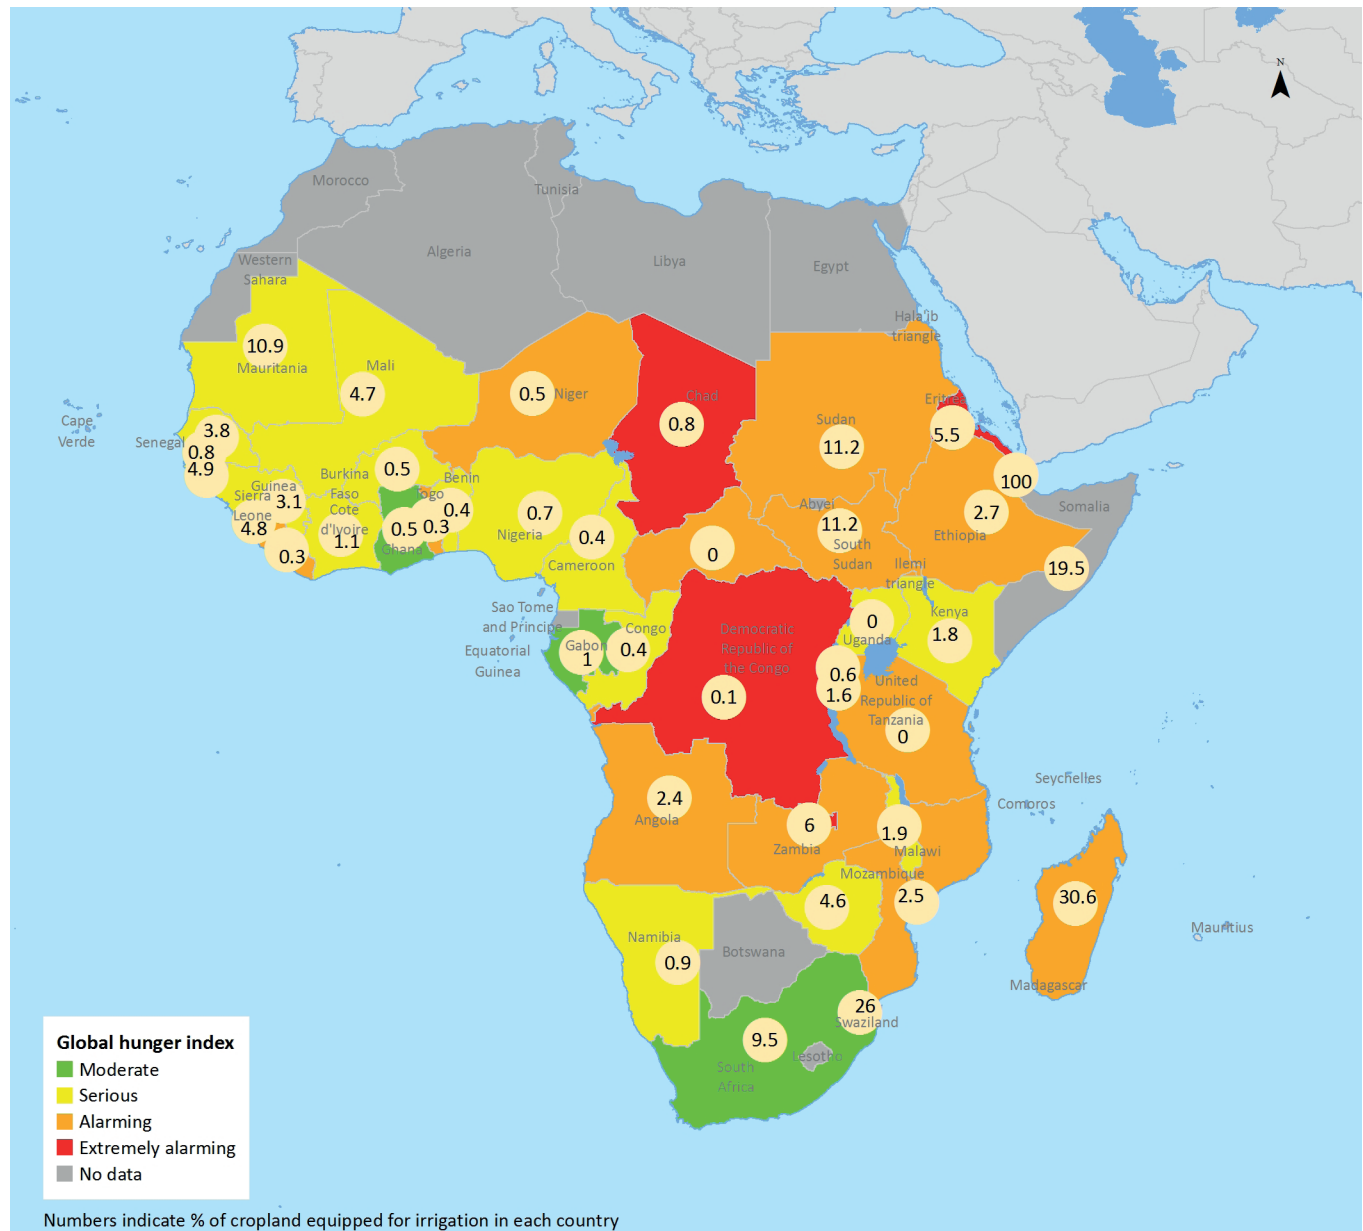 N
Morocco
Tunisia
Algeria
Libya
Egypt
Western
Sahara
Hala'ib
triangle
10.9
Mauritania
Mali
4.7
0.5
Niger
Chad
0.8
Sudan
11.2
Eritrea
5.5
100
Cape
Verde
Senegal
3.8
0.8
4.9
Guinea
3.1
Sierra
Leone
4.8
0.3
Burkina
Faso
0.5
Cote
d'Ivoire
1.1
Benin
Togo
0.4
0.5
0.3
Ghana
0.7
Nigeria
0.4
Cameroon
0
Abyei
11.2
South
Sudan
2.7
Ethiopia
Somalia
19.5
Ilemi
triangle
Sao Tome
and Principe
Equatorial
Guinea
Gabon
1
Congo
0.4
Democratic
Republic of
the Congo
0.1
0
Uganda
Kenya
1.8
0.6
1.6
United
Republic of
Tanzania
0
Seychelles
Comoros
2.4
Angola
6
Zambia
1.9
Malawi
Mozambique
2.5
4.6
30.6
Madagascar
Mauritius
Namibia
0.9
Botswana
26
Swaziland
9.5
Lesotho
South
Africa
Global hunger index
Moderate
Serious
Alarming
Extremely alarming
No data
Numbers indicate % of cropland equipped for irrigation in each country